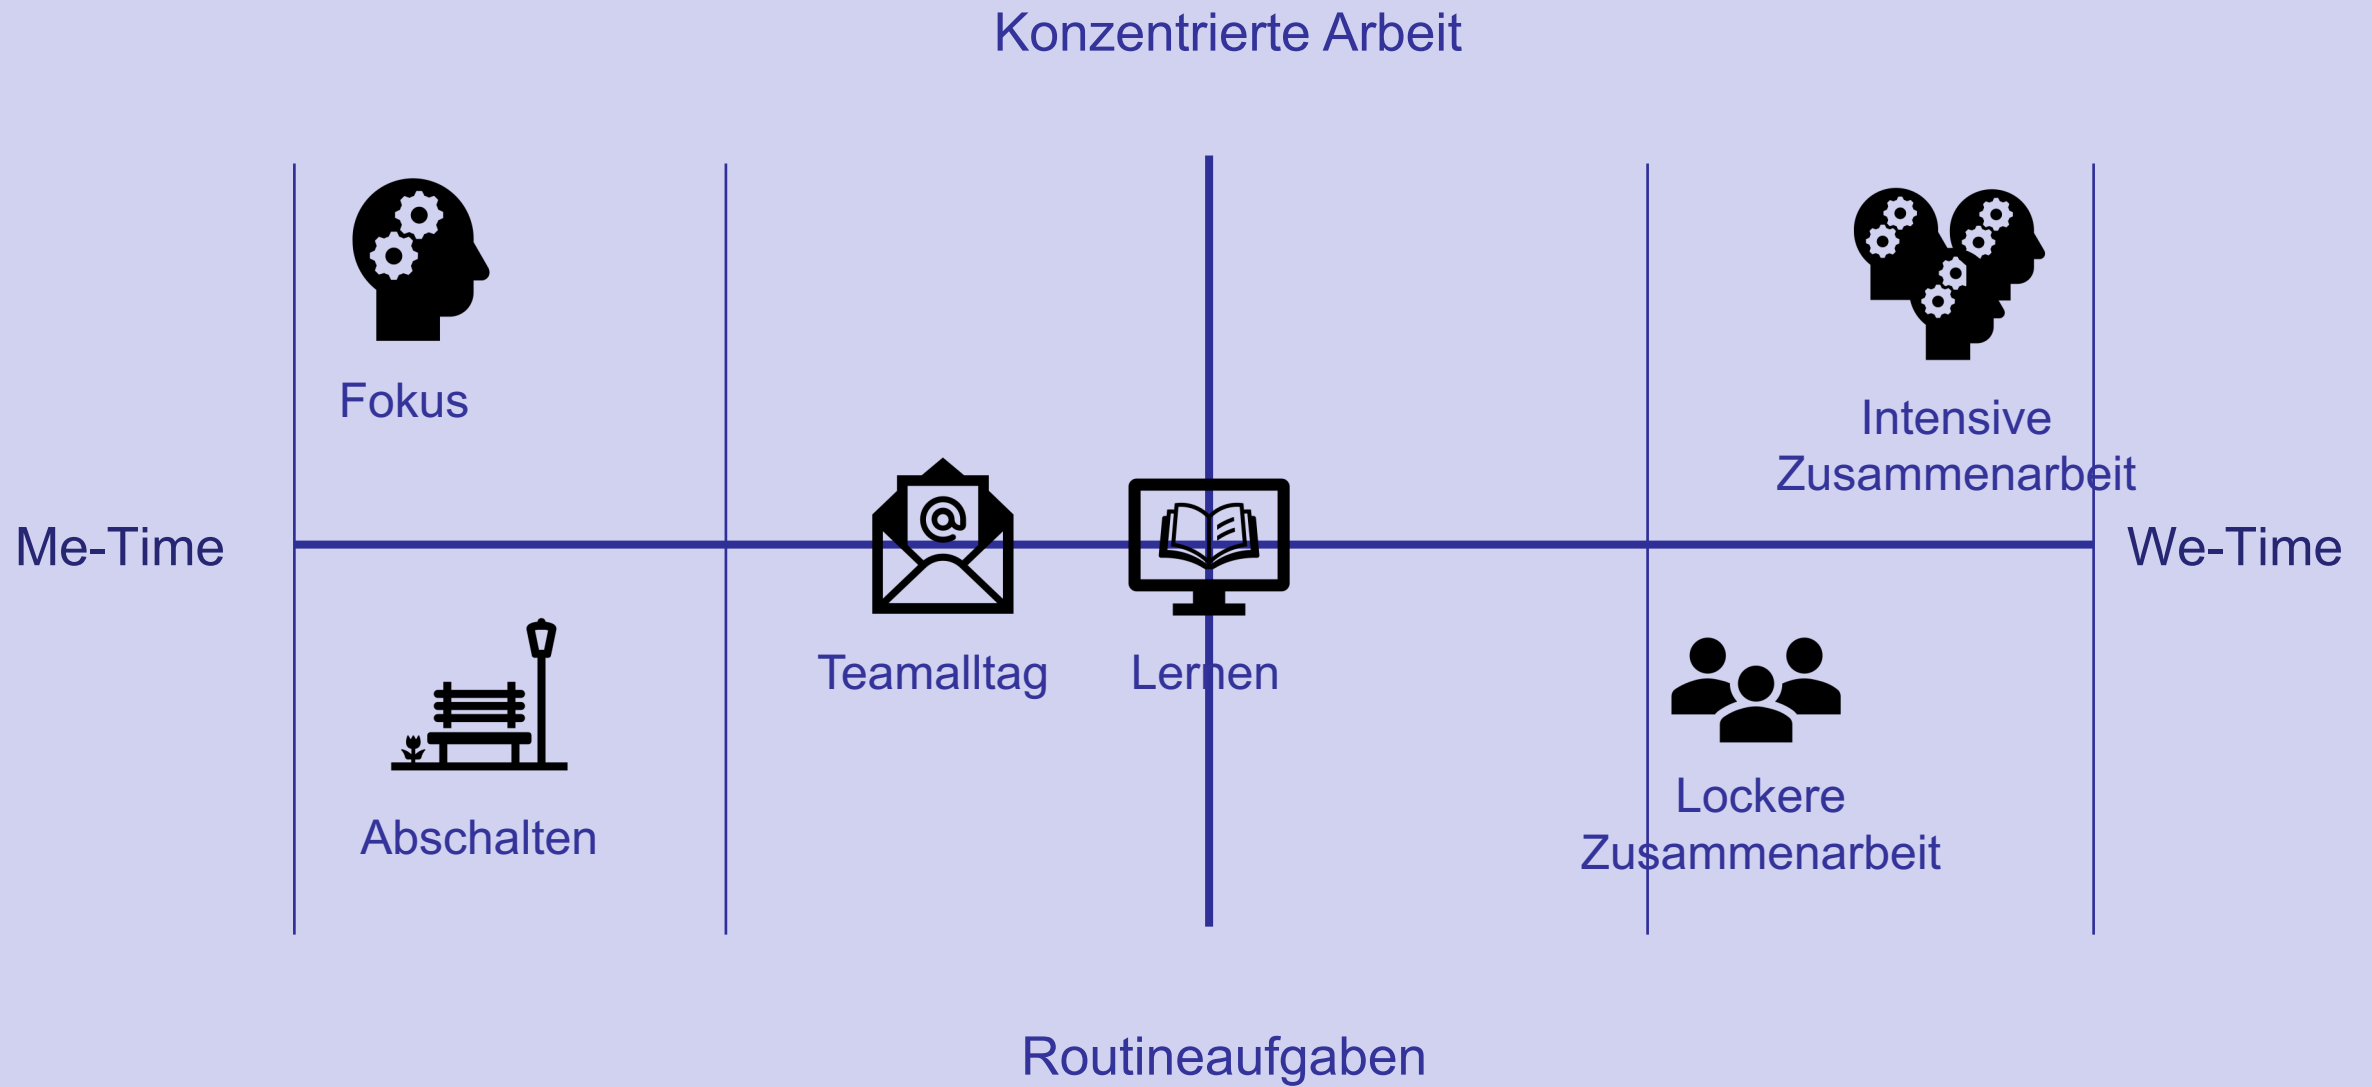 Konzentrierte Arbeit
Fokus
Intensive
Zusammenarbeit
Me-Time
We-Time
@
Teamalltag
Lernen
Abschalten
Lockere
Zusammenarbeit
Routineaufgaben